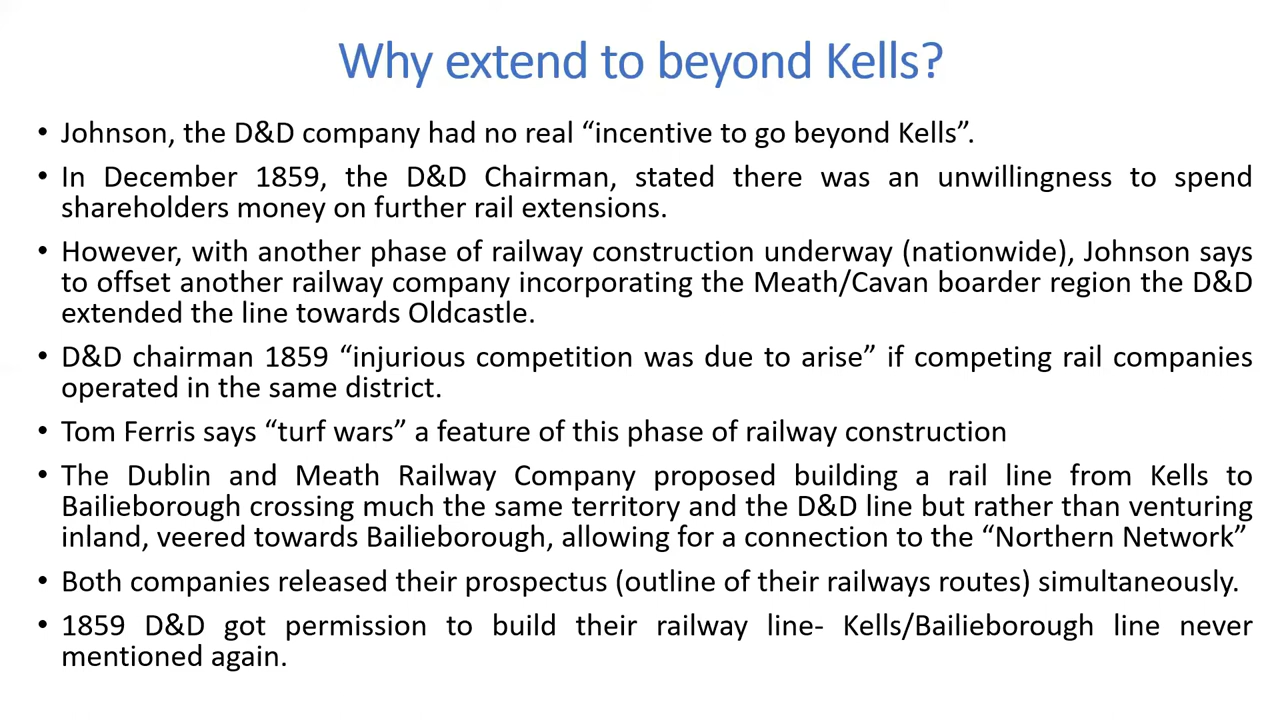 Why extend to beyond Kells?
• Johnson, the D&D company had no real “incentive to go beyond Kells”.
• In December 1859, the D&D Chairman, stated there was an unwillingness to spend
shareholders money on further rail extensions.
• However, with another phase of railway construction underway (nationwide), Johnson says
to offset another railway company incorporating the Meath/Cavan boarder region the D&D
extended the line towards Oldcastle.
• D&D chairman 1859 “injurious competition was due to arise” if competing rail companies
operated in the same district.
• Tom Ferris says “turf wars” a feature of this phase of railway construction
• The Dublin and Meath Railway Company proposed building a rail line from Kells to
Bailieborough crossing much the same territory and the D&D line but rather than venturing
inland, veered towards Bailieborough, allowing for a connection to the “Northern Network”
• Both companies released their prospectus (outline of their railways routes) simultaneously.
• 1859 D&D got permission to build their railway line- Kells/Bailieborough line never
mentioned again.